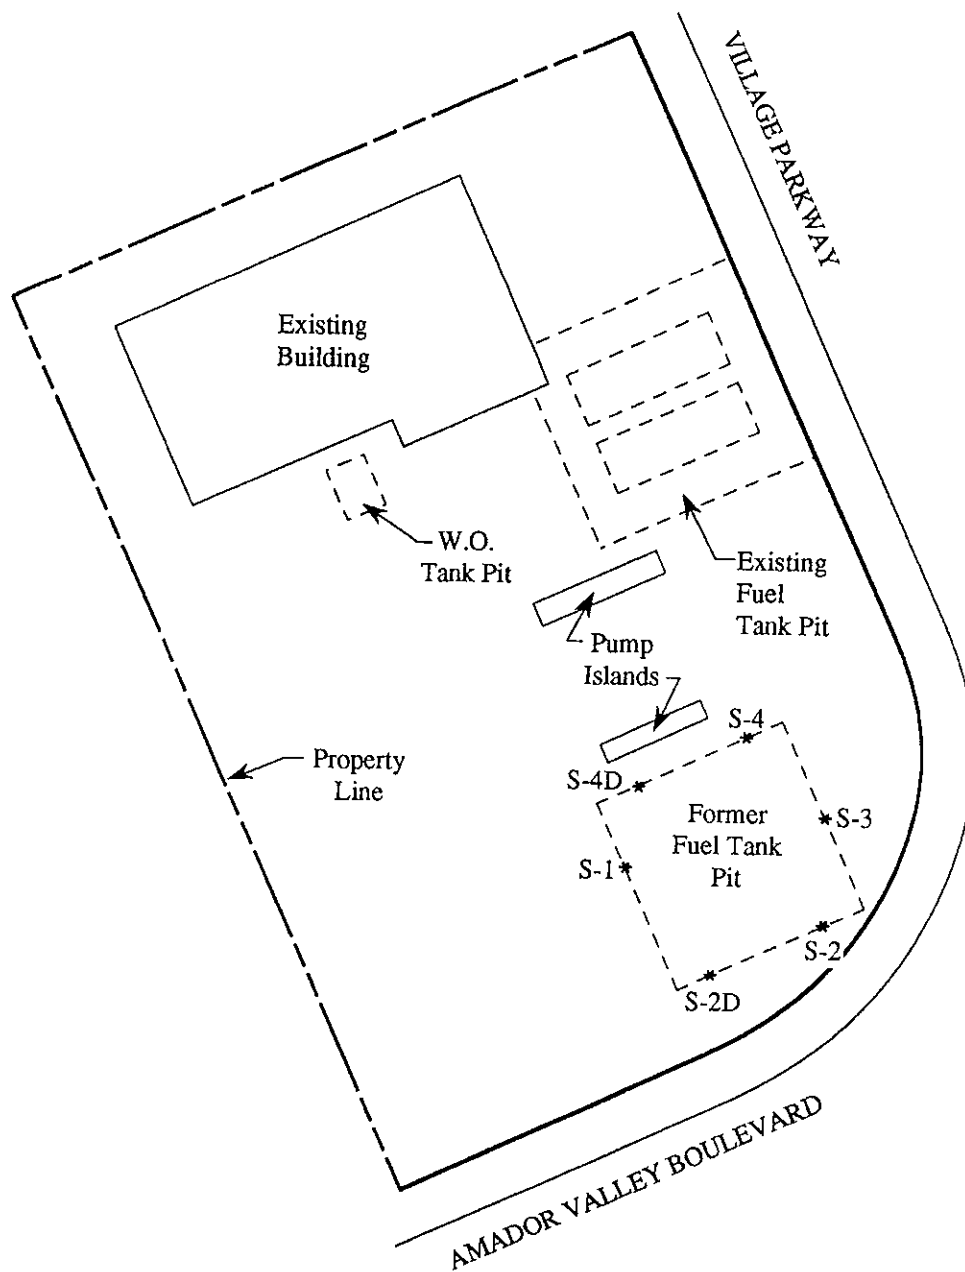 VILLAGE PARKWAY
Existing
Building
W.O.
Tank Pit
Existing
Fuel
Tank Pit
Pump
Islands
S-4
Property
Line
S-4D
Former
Fuel Tank
Pit
S-3
S-1
S-2
S-2D
AMADOR VALLEY BOULEVARD